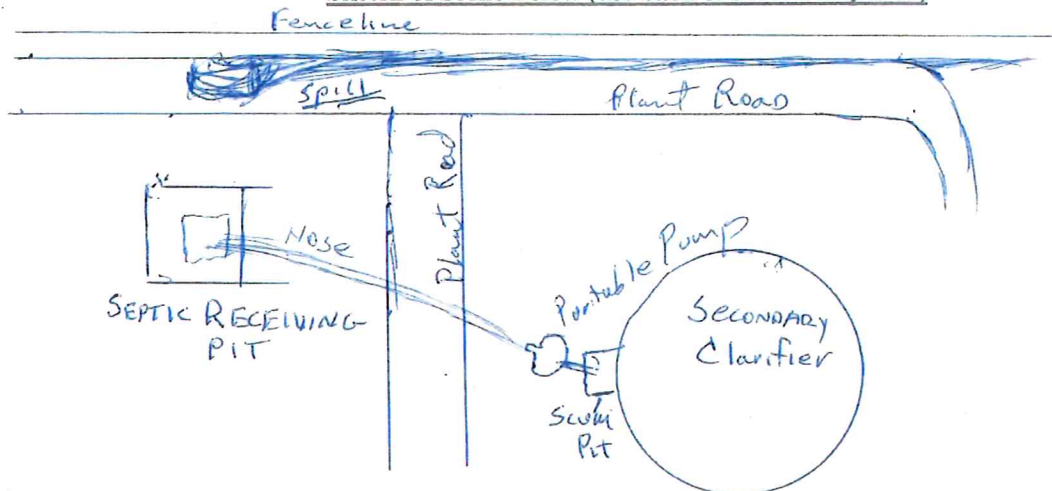 Fenceline
Spill
Plant Road
Plant Road
Hose
Portable Pump
SEPTIC RECEIVING
PIT
SECONDARY
Clarifier
Scum
Pit